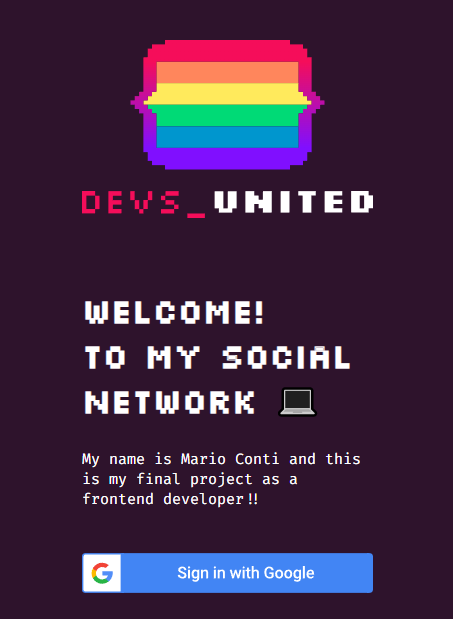 DEVS_UNITED
WELCOME!
TO MY SOCIAL
NETWORK 💻
My name is Mario Conti and this
is my final project as a
frontend developer!!
Sign in with Google